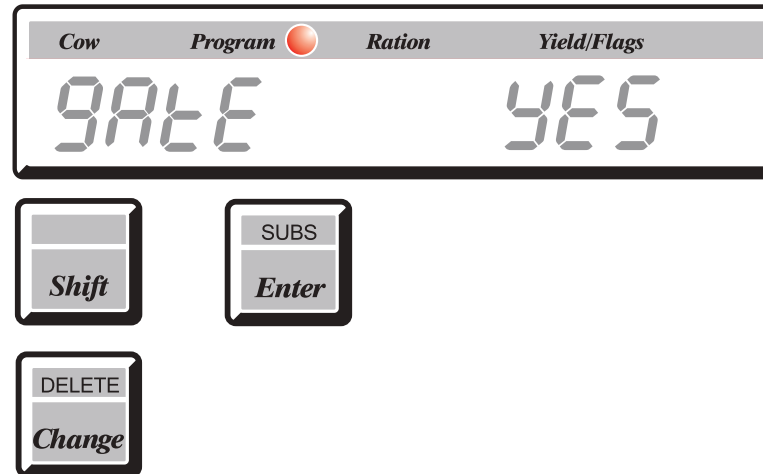 Cow Program Ration Yield/Flags
gAtE YES
SUBS
Shift Enter
DELETE
Change